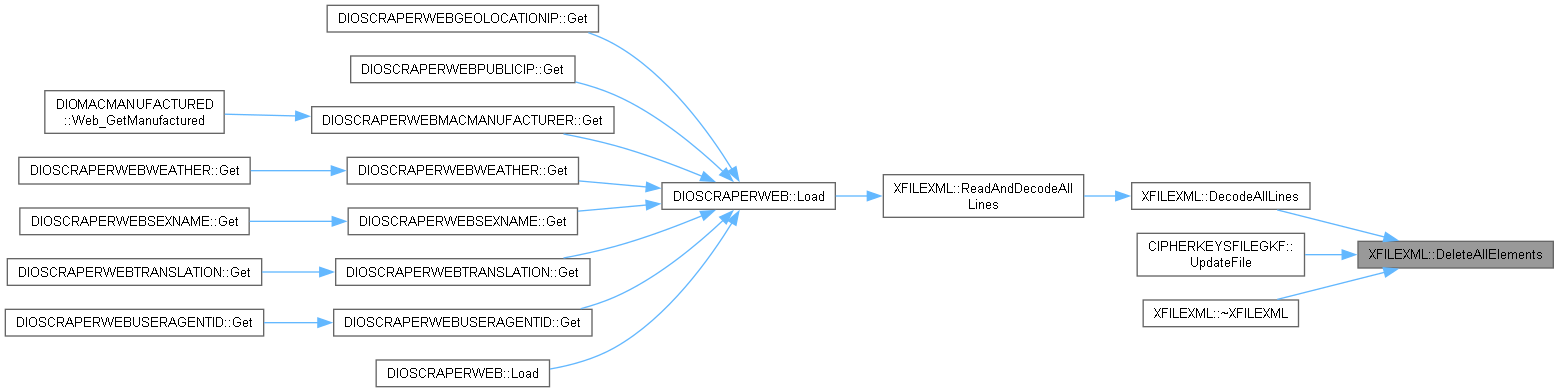 DIOSCRAPERWEBGEOLOCATIONIP::Get
DIOSCRAPERWEBPUBLICIP::Get
DIOMACMANUFACTURED
::Web_GetManufactured
DIOSCRAPERWEBMACMANUFACTURER::Get
DIOSCRAPERWEBWEATHER::Get
DIOSCRAPERWEBWEATHER::Get
DIOSCRAPERWEBSEXNAME::Get
DIOSCRAPERWEBSEXNAME::Get
DIOSCRAPERWEBTRANSLATION::Get
DIOSCRAPERWEBTRANSLATION::Get
DIOSCRAPERWEBUSERAGENTID::Get
DIOSCRAPERWEBUSERAGENTID::Get
DIOSCRAPERWEB::Load
DIOSCRAPERWEB::Load
XFILEXML::ReadAndDecodeAll
Lines
XFILEXML::DecodeAllLines
CIPHERKEYSFILEGKF::
UpdateFile
XFILEXML::~XFILEXML
XFILEXML::DeleteAllElements